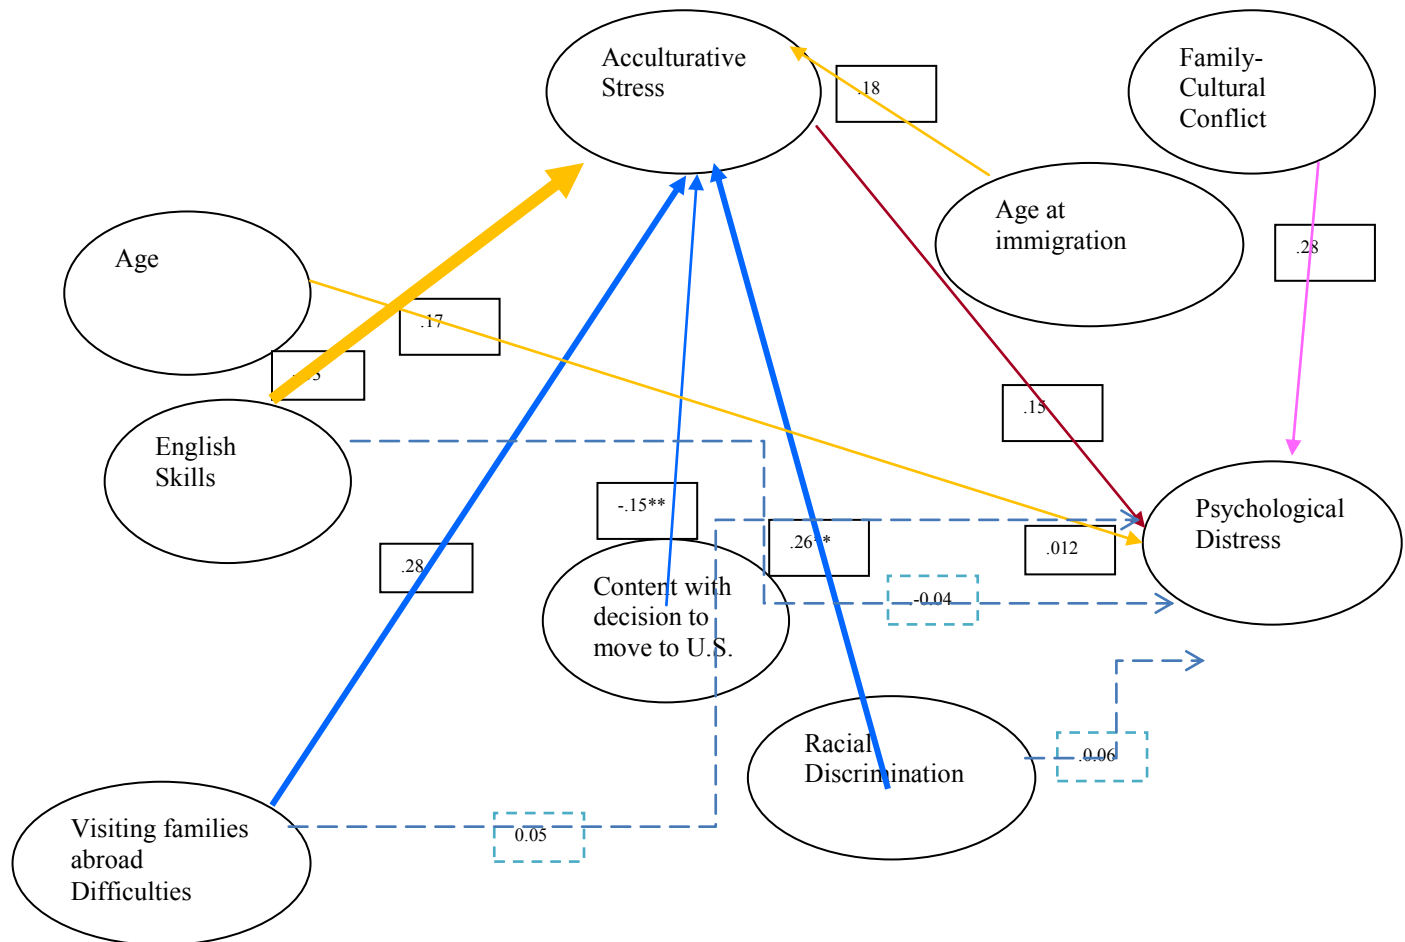 Acculturative
Stress
Family-
Cultural
Conflict
.18
Age at
immigration
Age
.28
.17
.15
English
Skills
-.15**
Psychological
Distress
.26**
.012
.28
Content with
decision to
move to U.S.
-0.04
Racial
Discrimination
.0.06
Visiting families
abroad
Difficulties
0.05